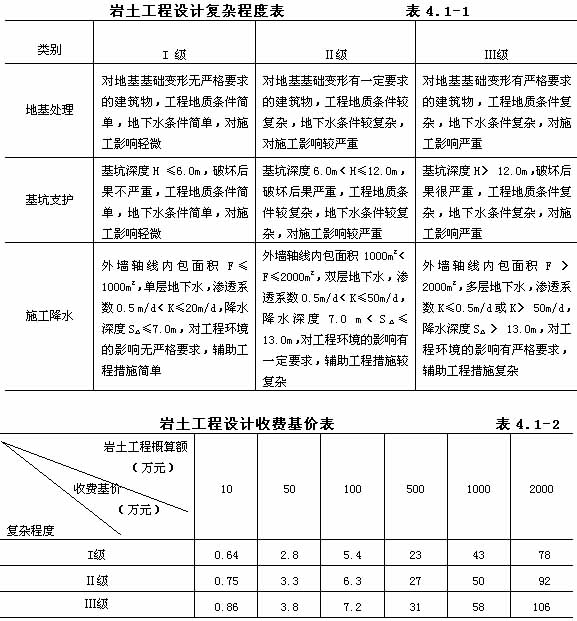 岩土工程设计复杂程度表 表 4.1-1
类别 Ⅰ级 Ⅱ级 Ⅲ级
地基处理
对地基基础变形无严格要求
的建筑物，工程地质条件简
单，地下水条件简单，对施
工影响轻微
对地基基础变形有一定要求
的建筑物，工程地质条件较
复杂，地下水条件较复杂，
对施工影响较严重
对地基基础变形有严格要求
的建筑物，工程地质条件复
杂，地下水条件复杂，对施
工影响严重
基坑支护
基坑深度 H ≤6.0m，破坏后
果不严重，工程地质条件简
单，地下水条件简单，对施
工影响轻微
基坑深度 6.0m< H≤12.0m，
破坏后果严重，工程地质条
件较复杂，地下水条件较复
杂，对施工影响较严重
基坑深度 H> 12.0m，破坏后
果很严重，工程地质条件复
杂，地下水条件复杂，对施
工影响严重
施工降水
外墙轴线内包面积 F≤
1000m²，单层地下水，渗透系
数 0.5 m/d< K≤20m/d，降水
深度 S△≤7.0m，对工程环境
的影响无严格要求，辅助工
程措施简单
外墙轴线内包面积 1000m²<
F≤2000m²，双层地下水，渗
透系数 0.5m/d< K≤50m/d，
降水深度 7.0 m < S△≤
13.0m，对工程环境的影响有
一定要求，辅助工程措施较
复杂
外墙轴线内包面积 F >
2000m²，多层地下水，渗透系
数 K≤0.5m/d 或 K> 50m/d，
降水深度 S△> 13.0m，对工
程环境的影响有严格要求，
辅助工程措施复杂
岩土工程设计收费基价表 表 4.1-2
岩土工程概算额
（万元）
收费基价
（万元）
复杂程度
10 50 100 500 1000 2000
Ⅰ级 0.64 2.8 5.4 23 43 78
Ⅱ级 0.75 3.3 6.3 27 50 92
Ⅲ级 0.86 3.8 7.2 31 58 106